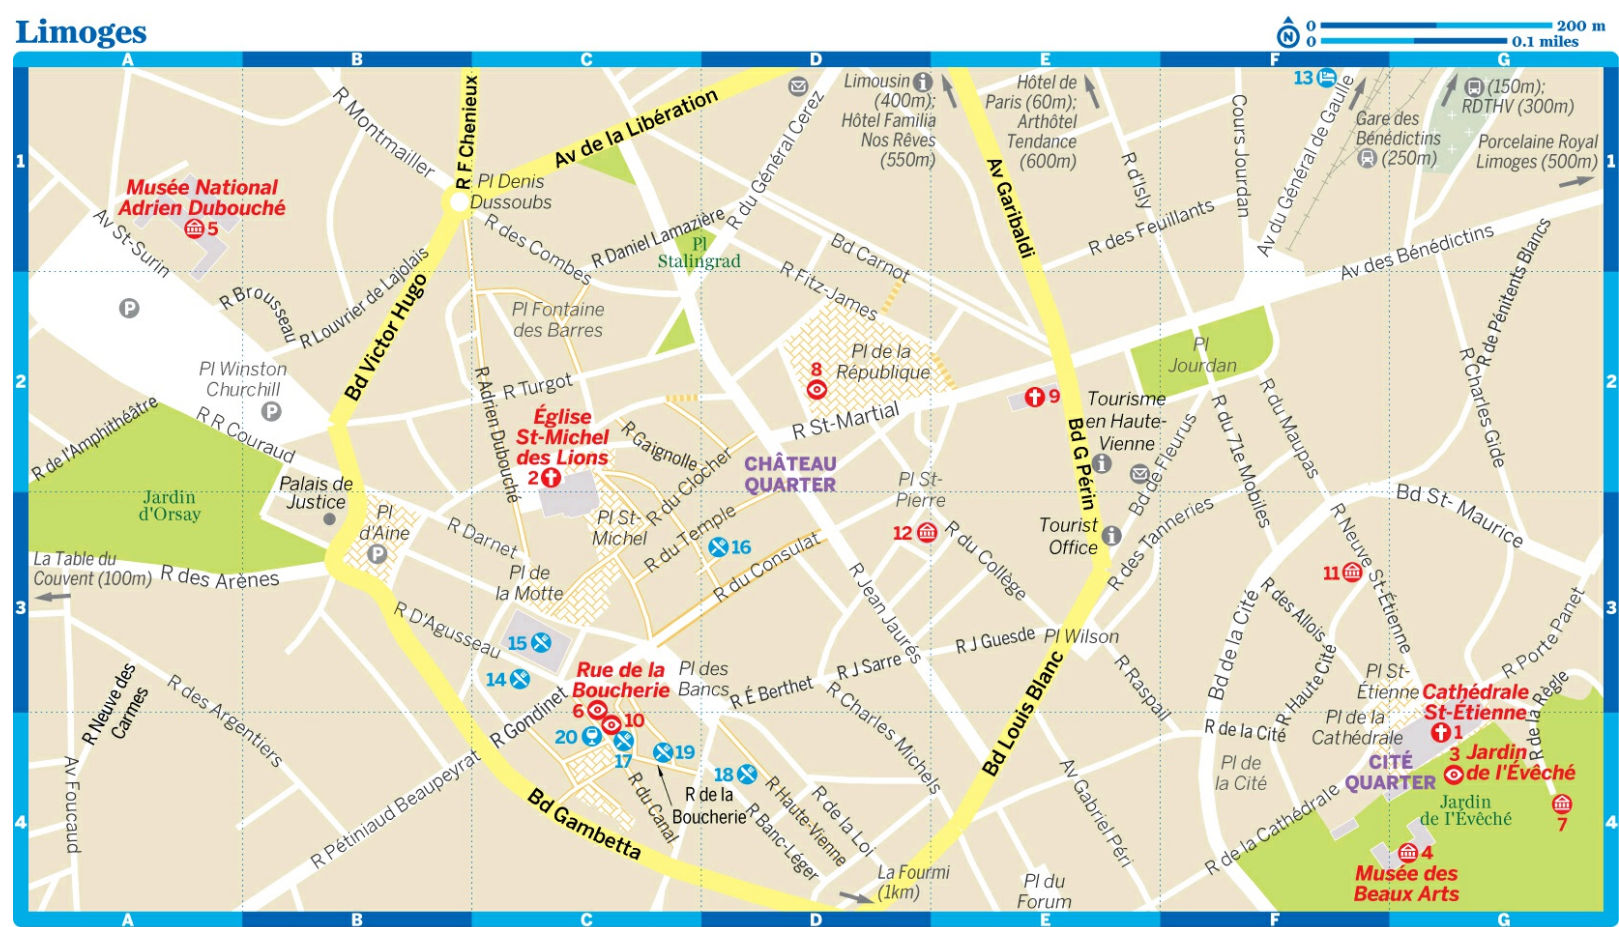 Limoges
0 200 m
0 0.1 miles
N
A B C D E F G
1
2
3
4
R Montmailler
R F Chenieux
Av de la Libération
Limousin
(400m);
Hôtel Familia
Nos Rêves
(550m)
Hôtel de
Paris (60m);
Arthôtel
Tendance
(600m)
13
Av du Général de Gaulle
Gare des
Bénédictins
(250m)
(150m);
RDTHV (300m)
Porcelaine Royal
Limoges (500m)
1
Musée National
Adrien Dubouché
5
Av St-Surin
Pl Denis
Dussoubs
R des Combes
R Daniel Lamazière
Pl
Stalingrad
R du Général Cerez
Bd Carnot
R Fitz-James
Av Garibaldi
R d'Isly
R des Feuillants
Cours Jourdan
Av des Bénédictins
R de Pénitents Blancs
P
R Brousseau
R Louvrier de Lajolais
Bd Victor Hugo
Pl Fontaine
des Barres
Pl Winston
Churchill
P
R Turgot
R Adrien Dubouché
8
Pl de la
République
R St-Martial
9
Tourisme
en Haute-
Vienne
Pl
Jourdan
R Charles Gide
2
R de l'Amphithéâtre
R R Couraud
Église
St-Michel
des Lions
2
R Gaignolle
R du Clocher
CHÂTEAU
QUARTER
Bd G Périn
Bd de Fleurus
R du 71e Mobiles
R du Maupas
Jardin
d'Orsay
Palais de
Justice
Pl
d'Aine
P
R Darnet
Pl St-
Michel
R du Temple
16
R du Consulat
Pl St-
Pierre
12
R du Collège
Tourist
Office
R des Tanneries
Bd St- Maurice
R Neuve St-Étienne
11
La Table du
Couvent (100m)
R des Arènes
Pl de
la Motte
R D'Agusseau
15
14
R Jean Jaurès
R J Guesde
Pl Wilson
R des Allois
Bd de la Cité
R Haute Cité
R Porte Panet
3
R Neuve des
Carmes
R des Argentiers
R Gondinet
Rue de la
Boucherie
6
10
Pl des
Bancs
R É Berthet
R J Sarre
R Charles Michels
Bd Louis Blanc
R Raspail
R de la Cité
Pl St-
Étienne
Pl de la
Cathédrale
Cathédrale
St-Étienne
1
R de la Règle
Av Foucaud
R Pétiniaud Beaupeyrat
20
17
19
18
R de la
Boucherie
R du Canal
R Haute-Vienne
R Banc-Léger
R de la Loi
Av Gabriel Péri
Pl de
la Cité
CITÉ
QUARTER
3 Jardin
de l'Évêché
Jardin
de I'Évêché
7
4
Bd Gambetta
La Fourmi
(1km)
Pl du
Forum
R de la Cathédrale
4
Musée des
Beaux Arts
A B C D E F G